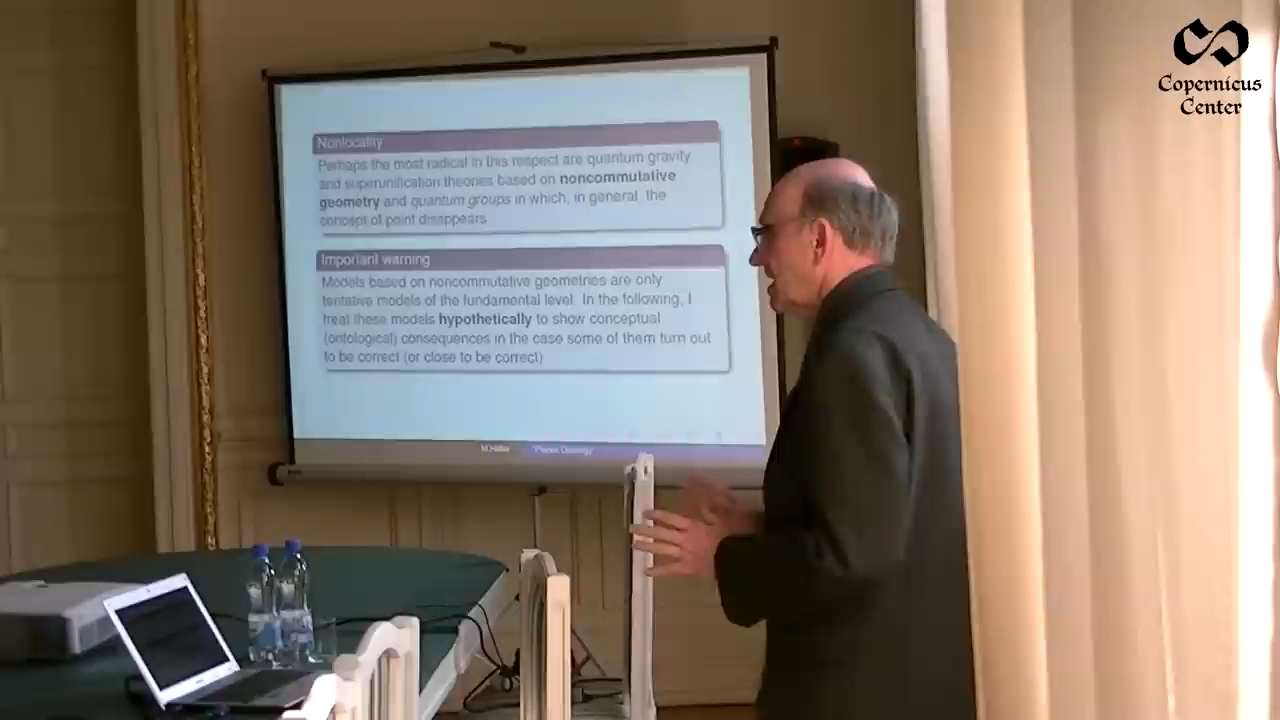 Copernicus
Center
Nonlocality
Perhaps the most radical in this respect are quantum gravity
and superunification theories based on noncommutative
geometry and quantum groups in which, in general, the
concept of point disappears
Important warning
Models based on noncommutative geometries are only
tentative models of the fundamental level. In the following, I
treat these models hypothetically to show conceptual
(ontological) consequences in the case some of them turn out
to be correct (or close to be correct)
M.Heller